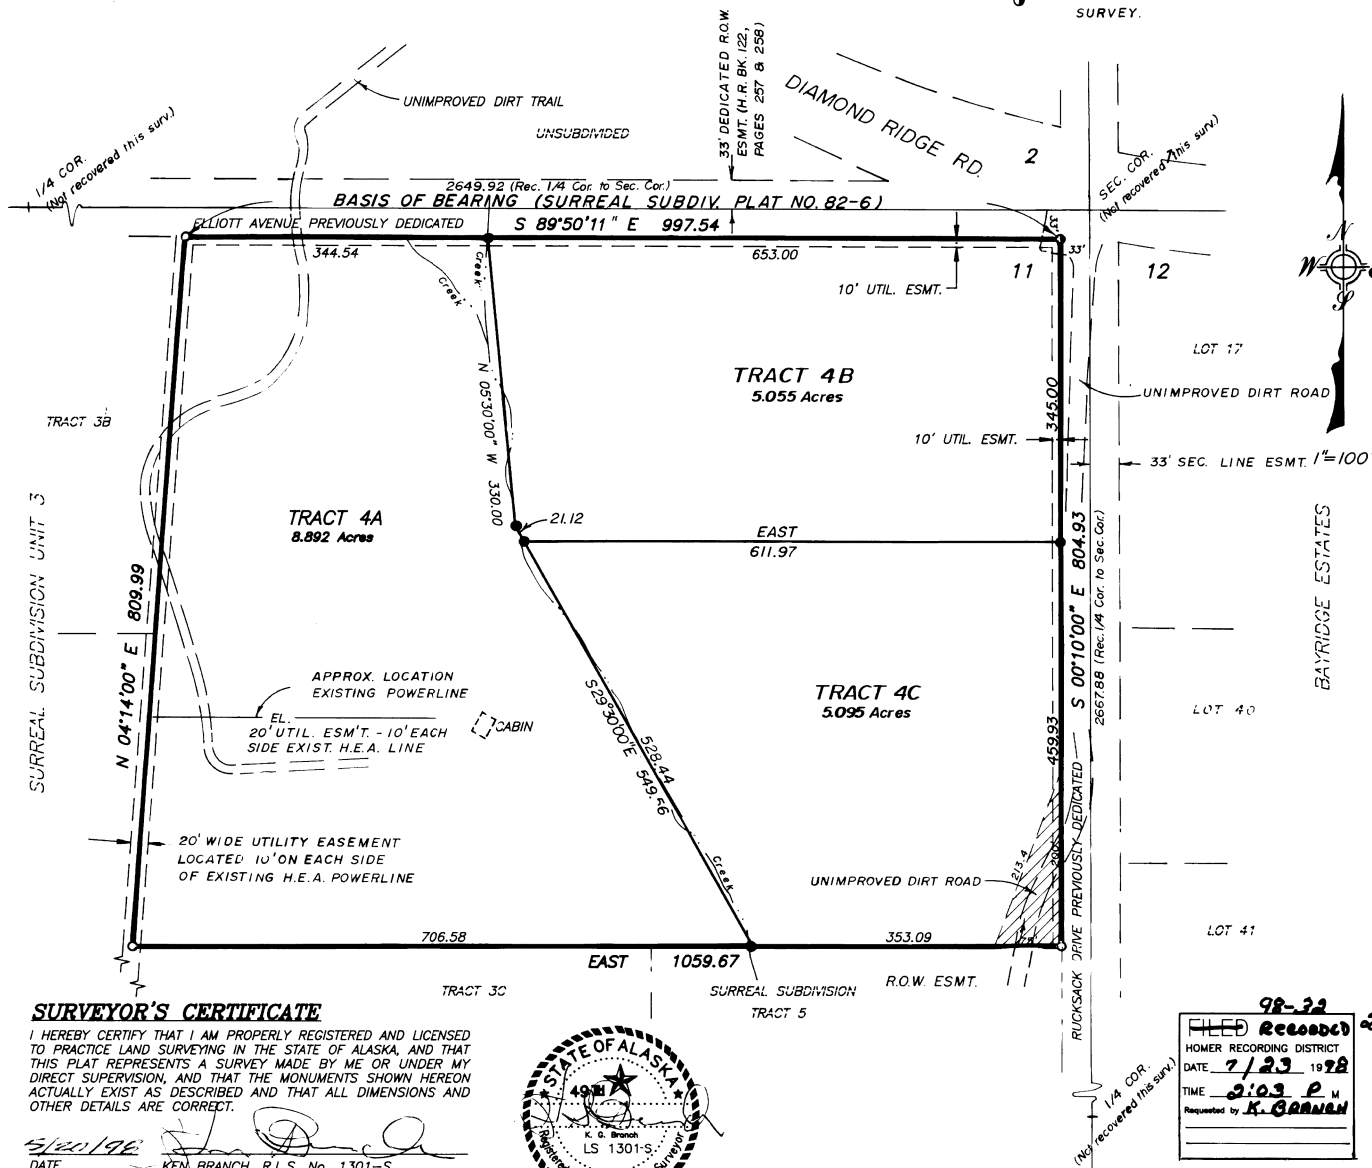 SURVEY.
33' DEDICATED R.O.W.
ESMT. (H.R. BK. 122,
PAGES 257 & 258)
DIAMOND RIDGE RD.
UNIMPROVED DIRT TRAIL
UNSUBDIVIDED
1/4 COR.
(Not recovered this surv.)
2
SEC. COR.
(Not recovered this surv.)
2649.92 (Rec. 1/4 Cor. to Sec. Cor.)
BASIS OF BEARING (SURREAL SUBDIV. PLAT NO. 82-6)
ELLIOTT AVENUE PREVIOUSLY DEDICATED
S 89°50'11" E 997.54
33'
33'
344.54
653.00
Creek
Creek
10' UTIL. ESMT.
11
12
N
W
S
LOT 17
TRACT 4B
5.055 Acres
UNIMPROVED DIRT ROAD
345.00
TRACT 3B
N 05°30'00" W 330.00
10' UTIL. ESMT.
33' SEC. LINE ESMT.
1"=100'
TRACT 4A
8.892 Acres
21.12
EAST
611.97
SURREAL SUBDIVISION UNIT 3
N 04°14'00" E 809.99
S 00°10'00" E 804.93
2667.88 (Rec. 1/4 Cor. to Sec. Cor.)
BAYRIDGE ESTATES
APPROX. LOCATION
EXISTING POWERLINE
EL.
20' UTIL. ESM'T. - 10' EACH
SIDE EXIST. H.E.A. LINE
CABIN
TRACT 4C
5.095 Acres
LOT 40
S 29°30'00" E 549.56
528.44
459.93
20' WIDE UTILITY EASEMENT
LOCATED 10' ON EACH SIDE
OF EXISTING H.E.A. POWERLINE
Creek
213.4
200'
UNIMPROVED DIRT ROAD
RUCKSACK DRIVE PREVIOUSLY DEDICATED
LOT 41
706.58
353.09
75'
EAST 1059.67
R.O.W. ESMT.
TRACT 3C
SURREAL SUBDIVISION
TRACT 5
SURVEYOR'S CERTIFICATE
I HEREBY CERTIFY THAT I AM PROPERLY REGISTERED AND LICENSED
TO PRACTICE LAND SURVEYING IN THE STATE OF ALASKA, AND THAT
THIS PLAT REPRESENTS A SURVEY MADE BY ME OR UNDER MY
DIRECT SUPERVISION, AND THAT THE MONUMENTS SHOWN HEREON
ACTUALLY EXIST AS DESCRIBED AND THAT ALL DIMENSIONS AND
OTHER DETAILS ARE CORRECT.
5/20/98
DATE
KEN BRANCH, R.L.S. No. 1301-S
STATE OF ALASKA
49TH
K. G. Branch
LS 1301-S
Registered
Surveyor
1/4 COR.
(Not recovered this surv.)
98-32
FILED RECORDED
HOMER RECORDING DISTRICT
DATE 7/23 1998
TIME 2:03 P M
Requested by K. BRANCH